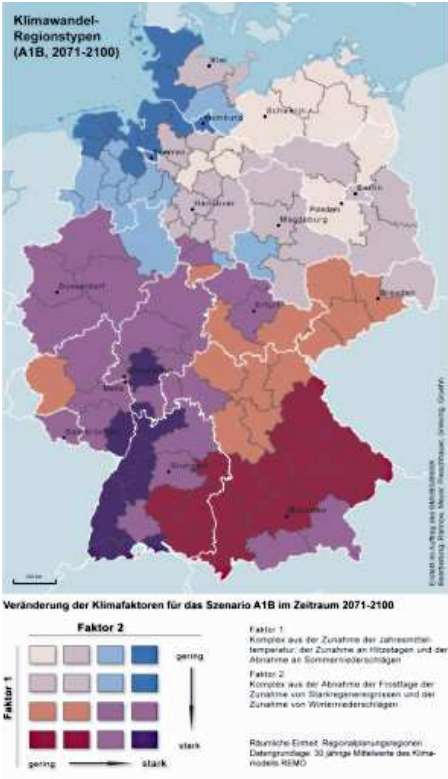 Klimawandel-
Regionstypen
(A1B, 2071-2100)
Kiel
Hamburg
Schwerin
Bremen
Hannover
Berlin
Potsdam
Magdeburg
Düsseldorf
Erfurt
Dresden
Mainz
Saarbrücken
Stuttgart
München
Veränderung der Klimafaktoren für das Szenario A1B im Zeitraum 2071-2100
Faktor 2
Faktor 1
gering
stark
gering
stark
Faktor 1:
Komplex aus der Zunahme der Jahresmittel-
temperatur, der Zunahme an Hitzetagen und der
Abnahme an Sommerniederschlägen
Faktor 2:
Komplex aus der Abnahme der Frosttage der
Zunahme von Starkregenereignissen und der
Zunahme von Winterniederschlägen
Räumliche Einheit: Regionalplanungsregionen
Datengrundlage: 30 jährige Mittelwerte des Klima-
modells REMO